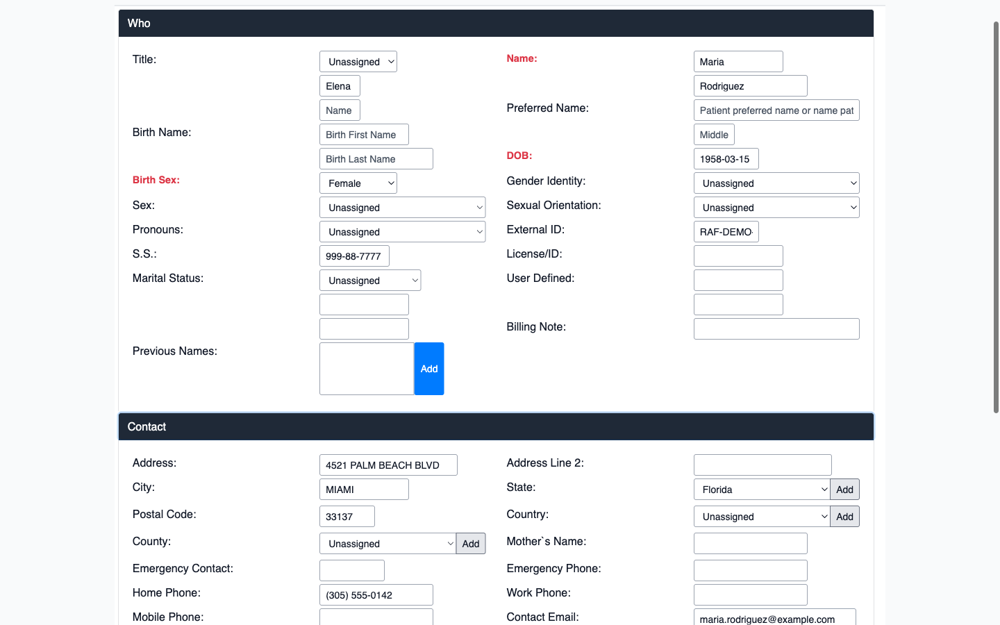 Who
Title: Unassigned Name: Maria
Elena Rodriguez
Name Preferred Name: Patient preferred name or name pat
Birth Name: Birth First Name Middle
Birth Last Name DOB: 1958-03-15
Birth Sex: Female Gender Identity: Unassigned
Sex: Unassigned Sexual Orientation: Unassigned
Pronouns: Unassigned External ID: RAF-DEMO-
S.S.: 999-88-7777 License/ID:
Marital Status: Unassigned User Defined:
Billing Note:
Previous Names: Add
Contact
Address: 4521 PALM BEACH BLVD Address Line 2:
City: MIAMI State: Florida Add
Postal Code: 33137 Country: Unassigned Add
County: Unassigned Add Mother`s Name:
Emergency Contact: Emergency Phone:
Home Phone: (305) 555-0142 Work Phone:
Mobile Phone: Contact Email: maria.rodriguez@example.com